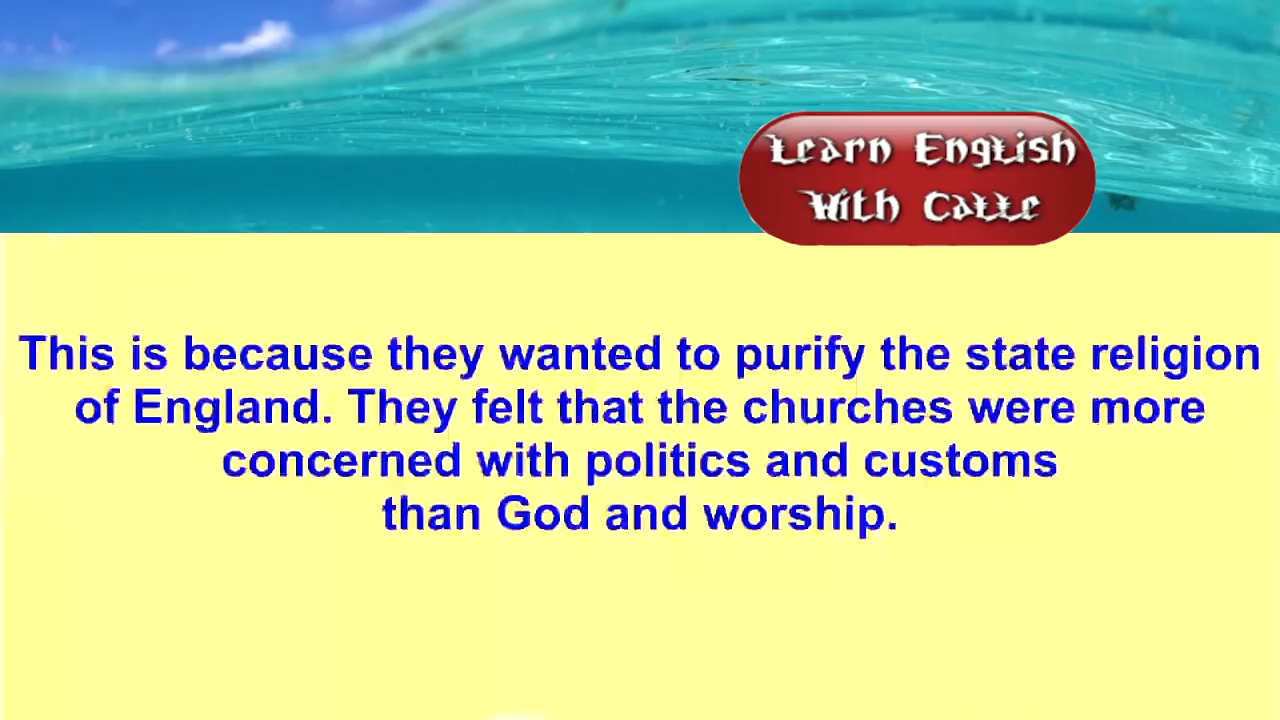 Learn English
With Calle
This is because they wanted to purify the state religion
of England. They felt that the churches were more
concerned with politics and customs
than God and worship.